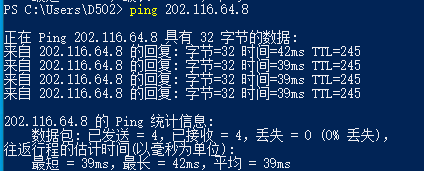 PS C:\Users\D502> ping 202.116.64.8
正在 Ping 202.116.64.8 具有 32 字节的数据:
来自 202.116.64.8 的回复: 字节=32 时间=42ms TTL=245
来自 202.116.64.8 的回复: 字节=32 时间=39ms TTL=245
来自 202.116.64.8 的回复: 字节=32 时间=39ms TTL=245
来自 202.116.64.8 的回复: 字节=32 时间=39ms TTL=245
202.116.64.8 的 Ping 统计信息:
数据包: 已发送 = 4，已接收 = 4，丢失 = 0 (0% 丢失)，
往返行程的估计时间(以毫秒为单位):
最短 = 39ms，最长 = 42ms，平均 = 39ms